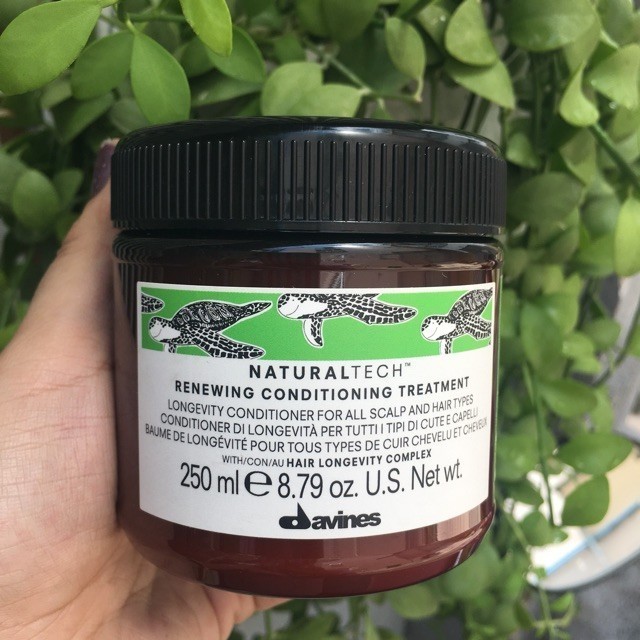 NATURALTECH™
RENEWING CONDITIONING TREATMENT
LONGEVITY CONDITIONER FOR ALL SCALP AND HAIR TYPES
CONDITIONER DI LONGEVITÀ PER TUTTI I TIPI DI CUTE E CAPELLI
BAUME DE LONGÉVITÉ POUR TOUS TYPES DE CUIR CHEVELU ET CHEVEUX
WITH/CON/AU HAIR LONGEVITY COMPLEX
250 ml ℮ 8.79 oz. U.S. Net wt.
davines